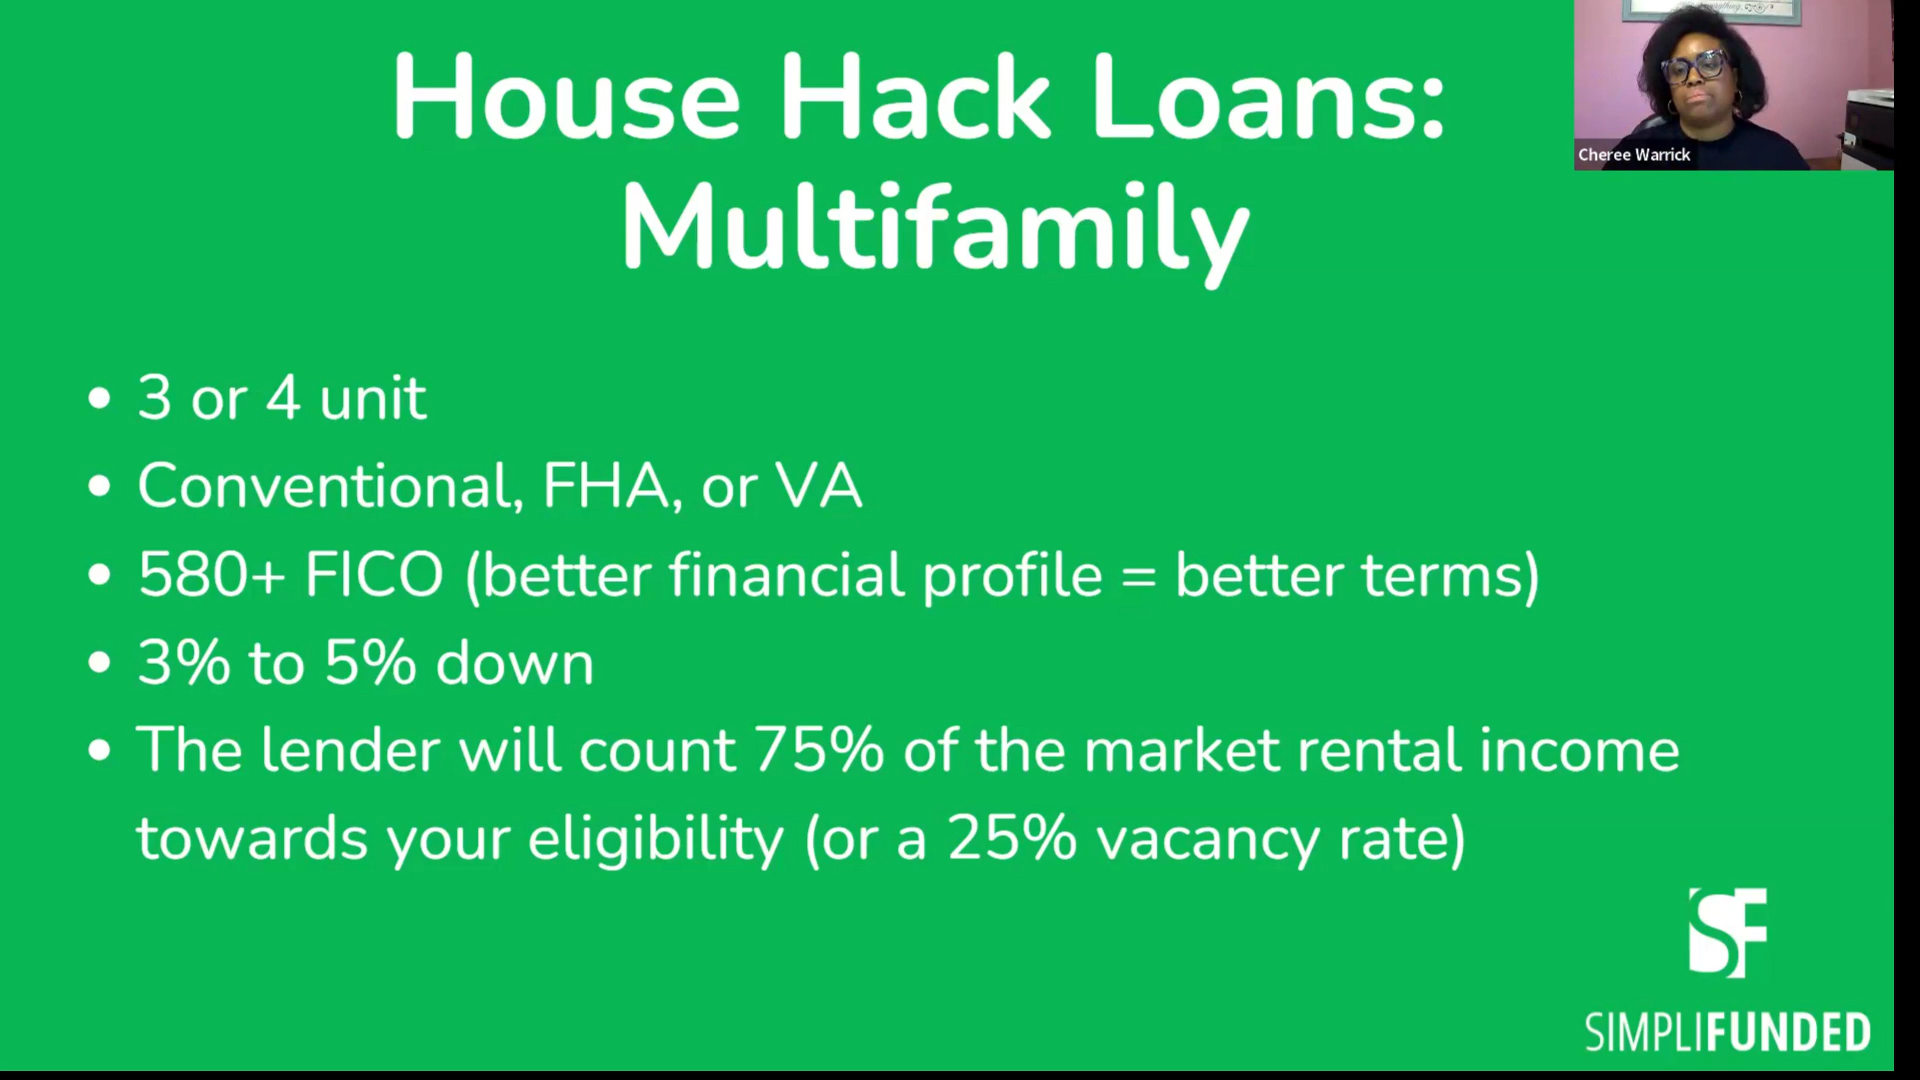 House Hack Loans:
Multifamily
Cheree Warrick
• 3 or 4 unit
• Conventional, FHA, or VA
• 580+ FICO (better financial profile = better terms)
• 3% to 5% down
• The lender will count 75% of the market rental income
towards your eligibility (or a 25% vacancy rate)
SF
SIMPLIFUNDED